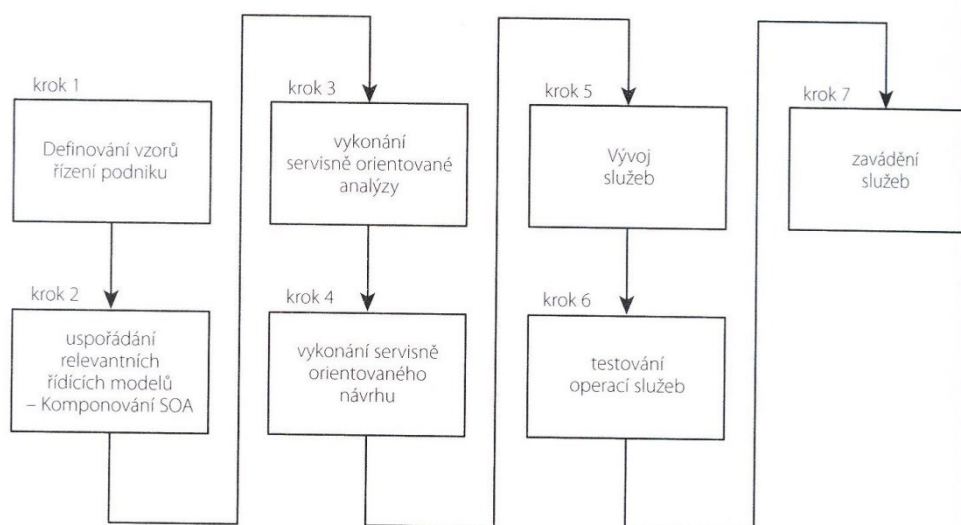 krok 1
Definování vzorů
řízení podniku
krok 2
uspořádání
relevantních
řídících modelů
– Komponování SOA
krok 3
vykonání
servisně orientované
analýzy
krok 4
vykonání servisně
orientovaného
návrhu
krok 5
Vývoj
služeb
krok 6
testování
operací služeb
krok 7
zavádění
služeb